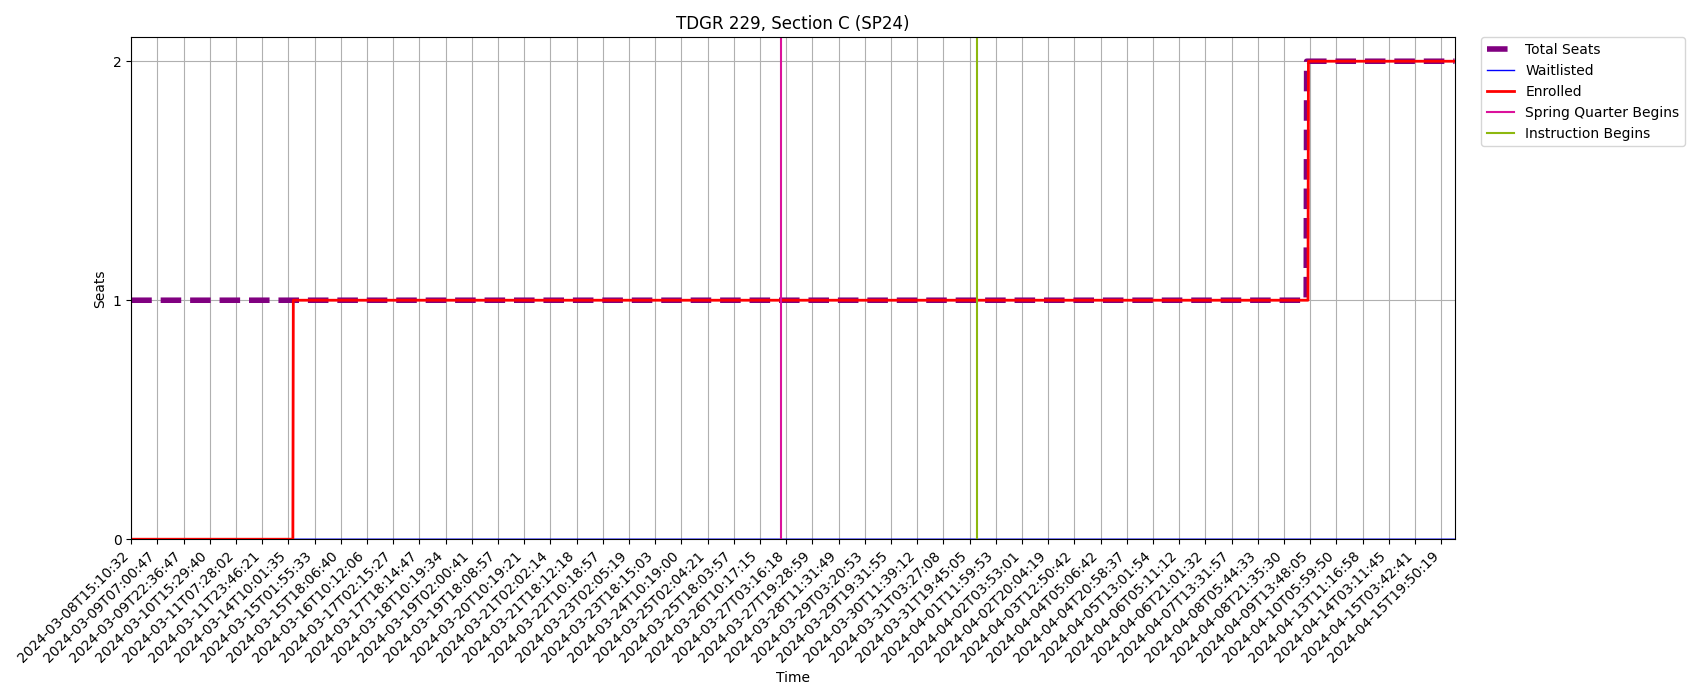 TDGR 229, Section C (SP24)
Total Seats
Waitlisted
Enrolled
Spring Quarter Begins
Instruction Begins
2
1
0
Seats
2024-03-08T15:10:32
2024-03-09T07:00:47
2024-03-09T22:36:47
2024-03-10T15:29:40
2024-03-11T07:28:02
2024-03-11T23:46:21
2024-03-14T10:01:35
2024-03-15T01:55:33
2024-03-15T18:06:40
2024-03-16T10:12:06
2024-03-17T02:15:27
2024-03-17T18:14:47
2024-03-18T10:19:34
2024-03-19T02:00:41
2024-03-19T18:08:57
2024-03-20T10:19:21
2024-03-21T02:02:14
2024-03-21T18:12:18
2024-03-22T10:18:57
2024-03-23T02:05:19
2024-03-23T18:15:03
2024-03-24T10:19:00
2024-03-25T02:04:21
2024-03-25T18:03:57
2024-03-26T10:17:15
2024-03-27T03:16:18
2024-03-27T19:28:59
2024-03-28T11:31:49
2024-03-29T03:20:53
2024-03-29T19:31:55
2024-03-30T11:39:12
2024-03-31T03:27:08
2024-03-31T19:45:05
2024-04-01T11:59:53
2024-04-02T03:53:01
2024-04-02T20:04:19
2024-04-03T12:50:42
2024-04-04T05:06:42
2024-04-04T20:58:37
2024-04-05T13:01:54
2024-04-06T05:11:12
2024-04-06T21:01:32
2024-04-07T13:31:57
2024-04-08T05:44:33
2024-04-08T21:35:30
2024-04-09T13:48:05
2024-04-10T05:59:50
2024-04-13T11:16:58
2024-04-14T03:11:45
2024-04-15T03:42:41
2024-04-15T19:50:19
Time